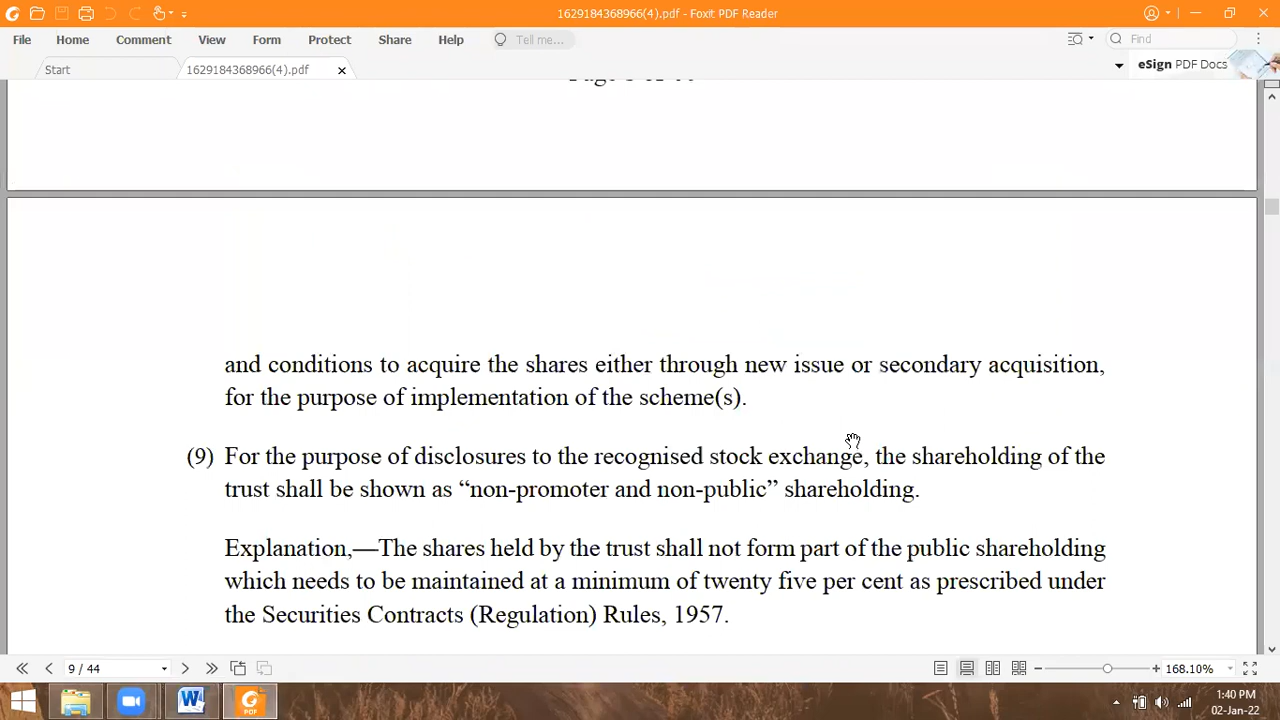 1629184368966(4).pdf - Foxit PDF Reader
File Home Comment View Form Protect Share Help Tell me... Find
Start 1629184368966(4).pdf eSign PDF Docs
and conditions to acquire the shares either through new issue or secondary acquisition,
for the purpose of implementation of the scheme(s).
(9) For the purpose of disclosures to the recognised stock exchange, the shareholding of the
trust shall be shown as “non-promoter and non-public” shareholding.
Explanation,—The shares held by the trust shall not form part of the public shareholding
which needs to be maintained at a minimum of twenty five per cent as prescribed under
the Securities Contracts (Regulation) Rules, 1957.
9 / 44 168.10%
1:40 PM
02-Jan-22